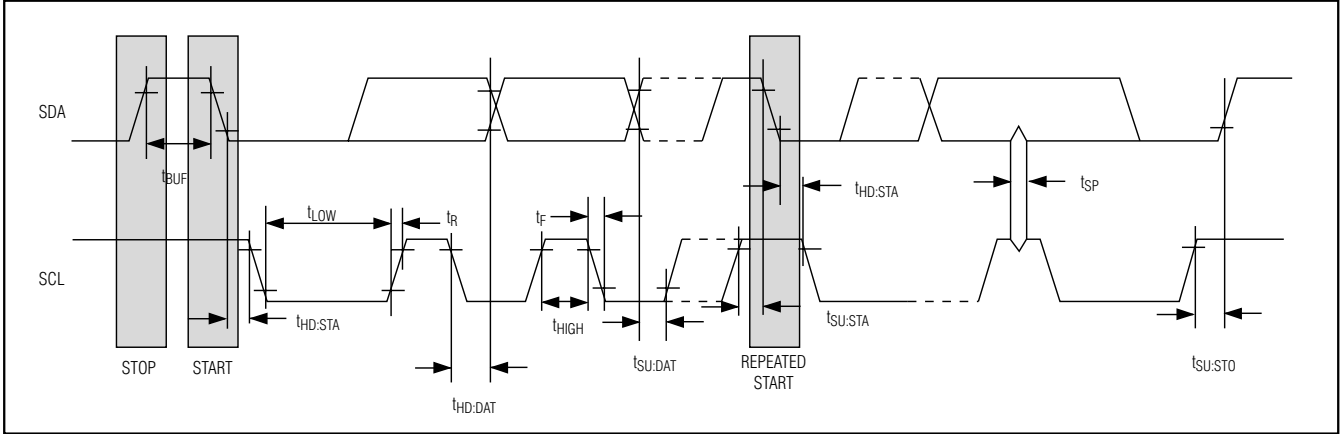 SDA
tBUF
tHD:STA
tSP
tLOW
tR
tF
SCL
tHD:STA
tHIGH
tSU:STA
tSU:DAT
tSU:STO
STOP
START
REPEATED
START
tHD:DAT